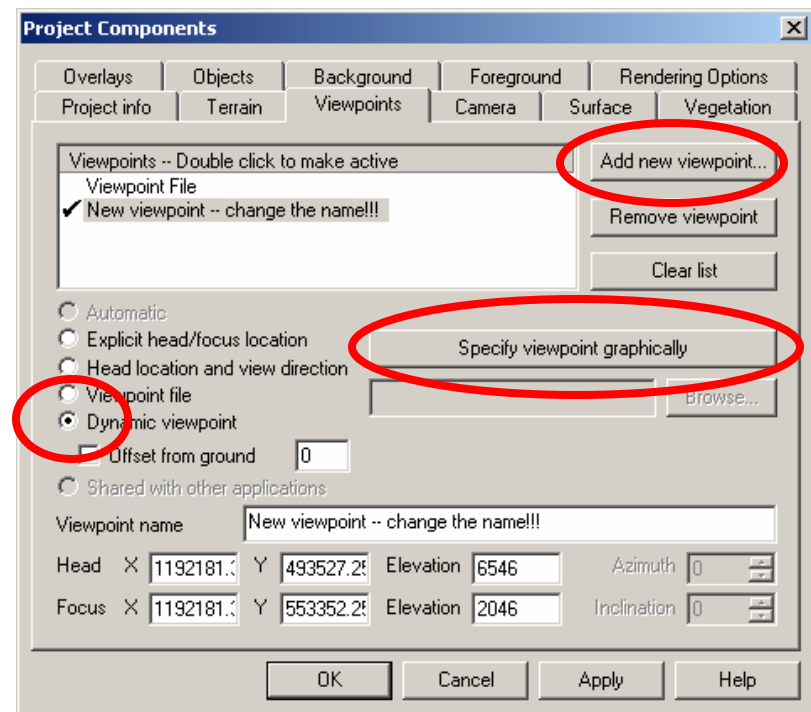 Project Components
Overlays Objects Background Foreground Rendering Options
Project info Terrain Viewpoints Camera Surface Vegetation
Viewpoints -- Double click to make active
Viewpoint File
New viewpoint -- change the name!!!
Add new viewpoint...
Remove viewpoint
Clear list
Automatic
Explicit head/focus location
Head location and view direction
Viewpoint file
Dynamic viewpoint
Specify viewpoint graphically
Browse...
Offset from ground 0
Shared with other applications
Viewpoint name New viewpoint -- change the name!!!
Head X 1192181.: Y 493527.2 Elevation 6546 Azimuth 0
Focus X 1192181.: Y 553352.2 Elevation 2046 Inclination 0
OK Cancel Apply Help